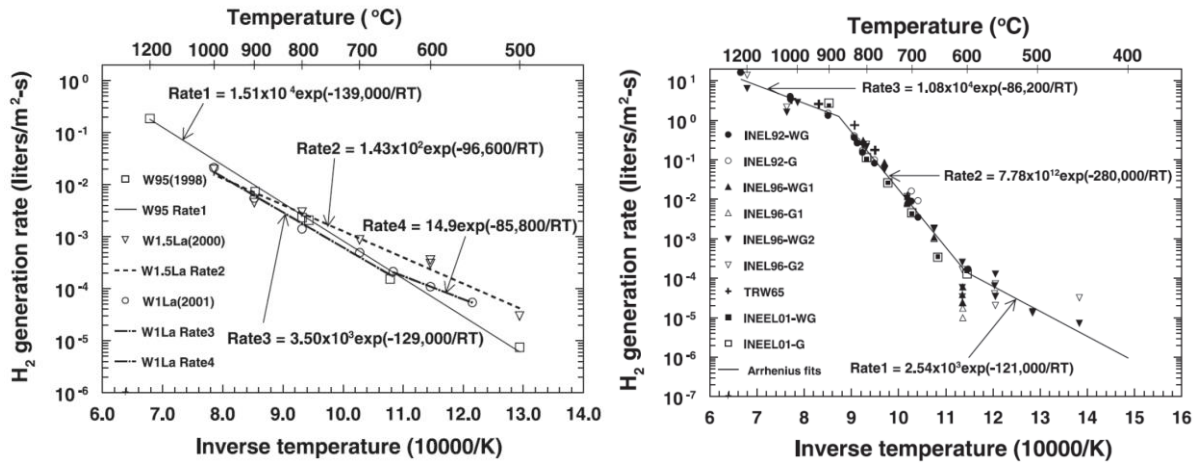 Temperature (°C)
1200 1000 900 800 700 600 500
10⁰
10⁻¹
10⁻²
10⁻³
10⁻⁴
10⁻⁵
10⁻⁶
H₂ generation rate (liters/m²-s)
Rate1 = 1.51x10⁴exp(-139,000/RT)
Rate2 = 1.43x10²exp(-96,600/RT)
Rate4 = 14.9exp(-85,800/RT)
Rate3 = 3.50x10³exp(-129,000/RT)
W95(1998)
W95 Rate1
W1.5La(2000)
W1.5La Rate2
W1La(2001)
W1La Rate3
W1La Rate4
6.0 7.0 8.0 9.0 10.0 11.0 12.0 13.0 14.0
Inverse temperature (10000/K)
Temperature (°C)
1200 1000 900 800 700 600 500 400
10¹
10⁰
10⁻¹
10⁻²
10⁻³
10⁻⁴
10⁻⁵
10⁻⁶
10⁻⁷
H₂ generation rate (liters/m²-s)
Rate3 = 1.08x10⁴exp(-86,200/RT)
Rate2 = 7.78x10¹²exp(-280,000/RT)
Rate1 = 2.54x10³exp(-121,000/RT)
INEL92-WG
INEL92-G
INEL96-WG1
INEL96-G1
INEL96-WG2
INEL96-G2
TRW65
INEEL01-WG
INEEL01-G
Arrhenius fits
6 7 8 9 10 11 12 13 14 15 16
Inverse temperature (10000/K)